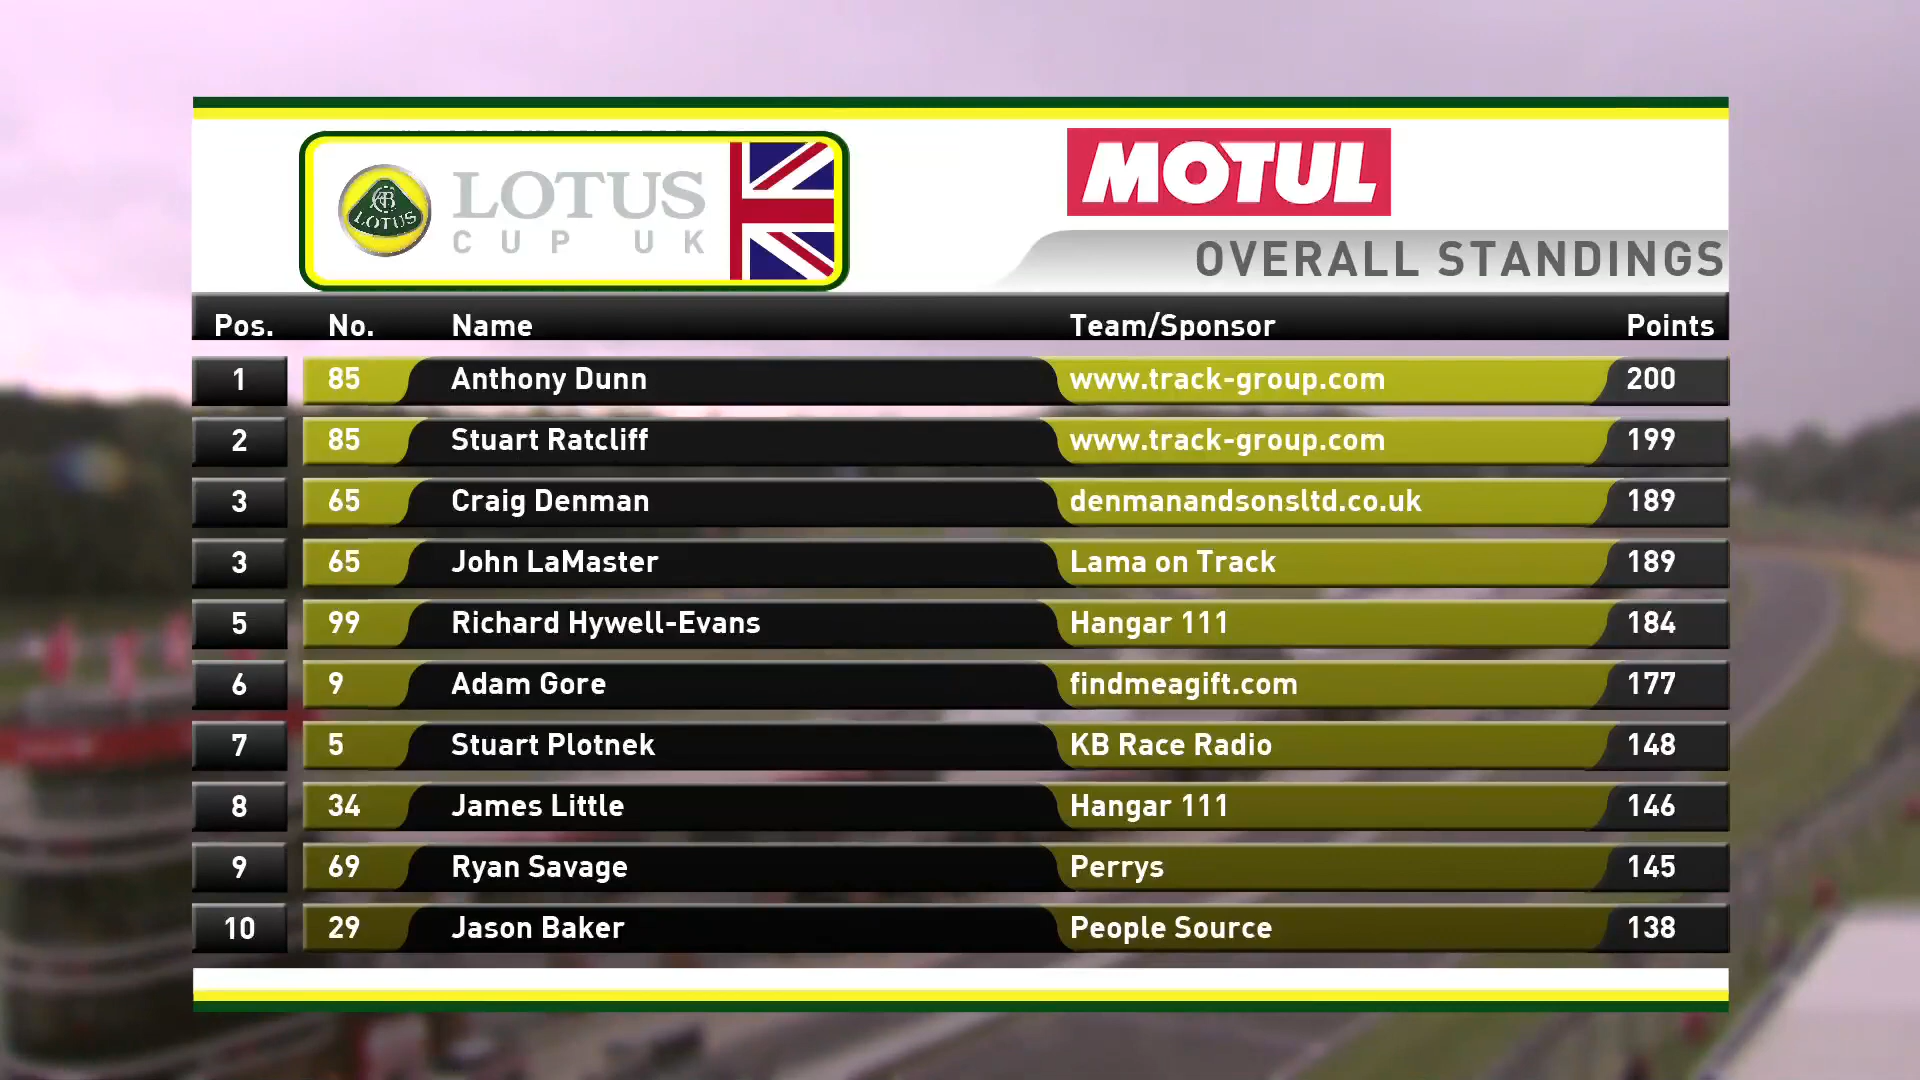 LOTUS
LOTUS
CUP UK
MOTUL
OVERALL STANDINGS
Pos. No. Name Team/Sponsor Points
1 85 Anthony Dunn www.track-group.com 200
2 85 Stuart Ratcliff www.track-group.com 199
3 65 Craig Denman denmanandsonsltd.co.uk 189
3 65 John LaMaster Lama on Track 189
5 99 Richard Hywell-Evans Hangar 111 184
6 9 Adam Gore findmeagift.com 177
7 5 Stuart Plotnek KB Race Radio 148
8 34 James Little Hangar 111 146
9 69 Ryan Savage Perrys 145
10 29 Jason Baker People Source 138